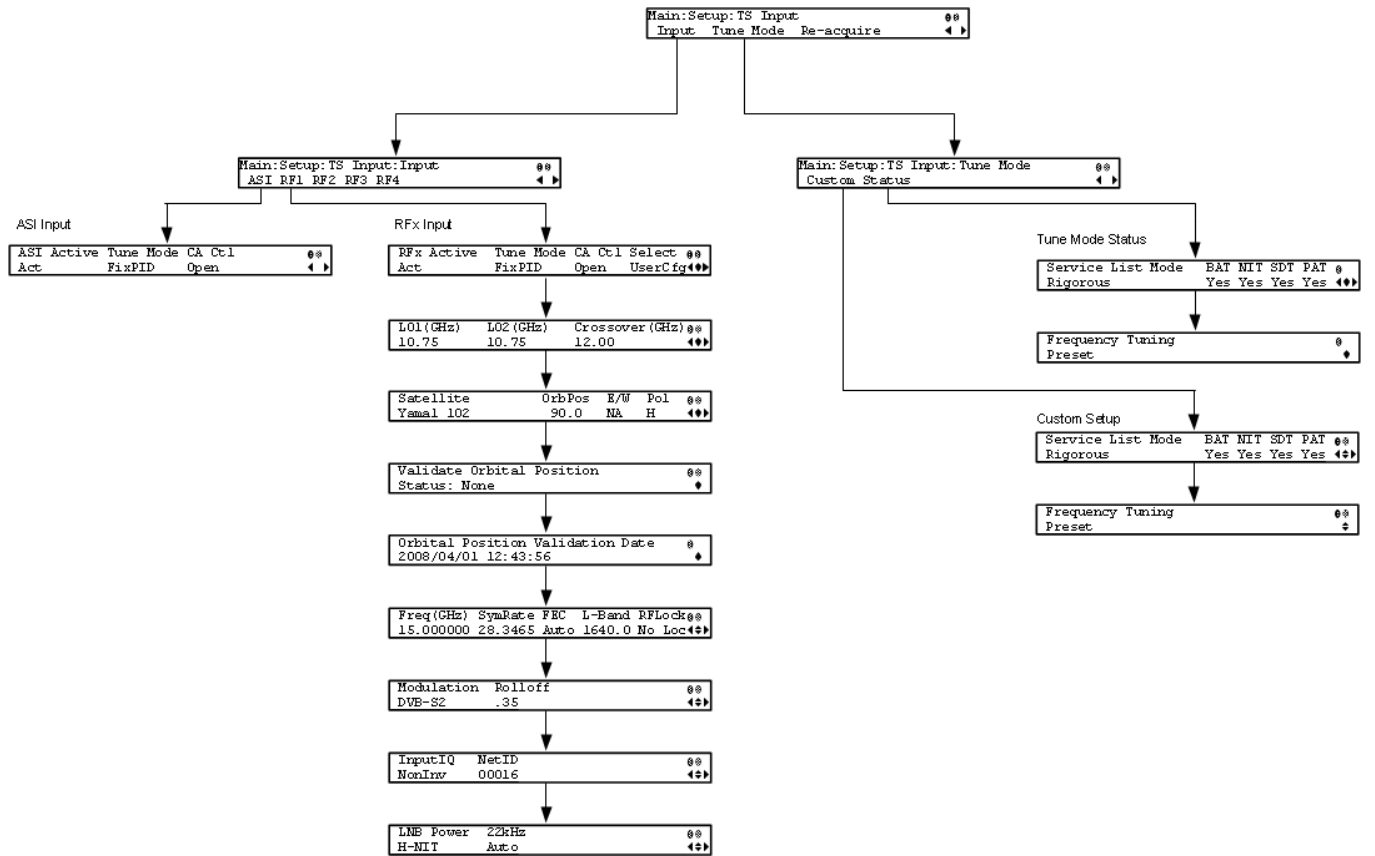 Main:Setup:TS Input
Input Tune Mode Re-acquire
Main:Setup:TS Input:Input
ASI RF1 RF2 RF3 RF4
Main:Setup:TS Input:Tune Mode
Custom Status
ASI Input
ASI Active Tune Mode CA Ctl
Act FixPID Open
RFx Input
RFx Active Tune Mode CA Ctl Select
Act FixPID Open UserCfg
LO1(GHz) LO2(GHz) Crossover(GHz)
10.75 10.75 12.00
Satellite OrbPos E/W Pol
Yamal 102 90.0 NA H
Validate Orbital Position
Status: None
Orbital Position Validation Date
2008/04/01 12:43:56
Freq(GHz) SymRate FEC L-Band RFLock
15.000000 28.3465 Auto 1640.0 No Loc
Modulation Rolloff
DVB-S2 .35
InputIQ NetID
NonInv 00016
LNB Power 22kHz
H-NIT Auto
Tune Mode Status
Service List Mode BAT NIT SDT PAT
Rigorous Yes Yes Yes Yes
Frequency Tuning
Preset
Custom Setup
Service List Mode BAT NIT SDT PAT
Rigorous Yes Yes Yes Yes
Frequency Tuning
Preset